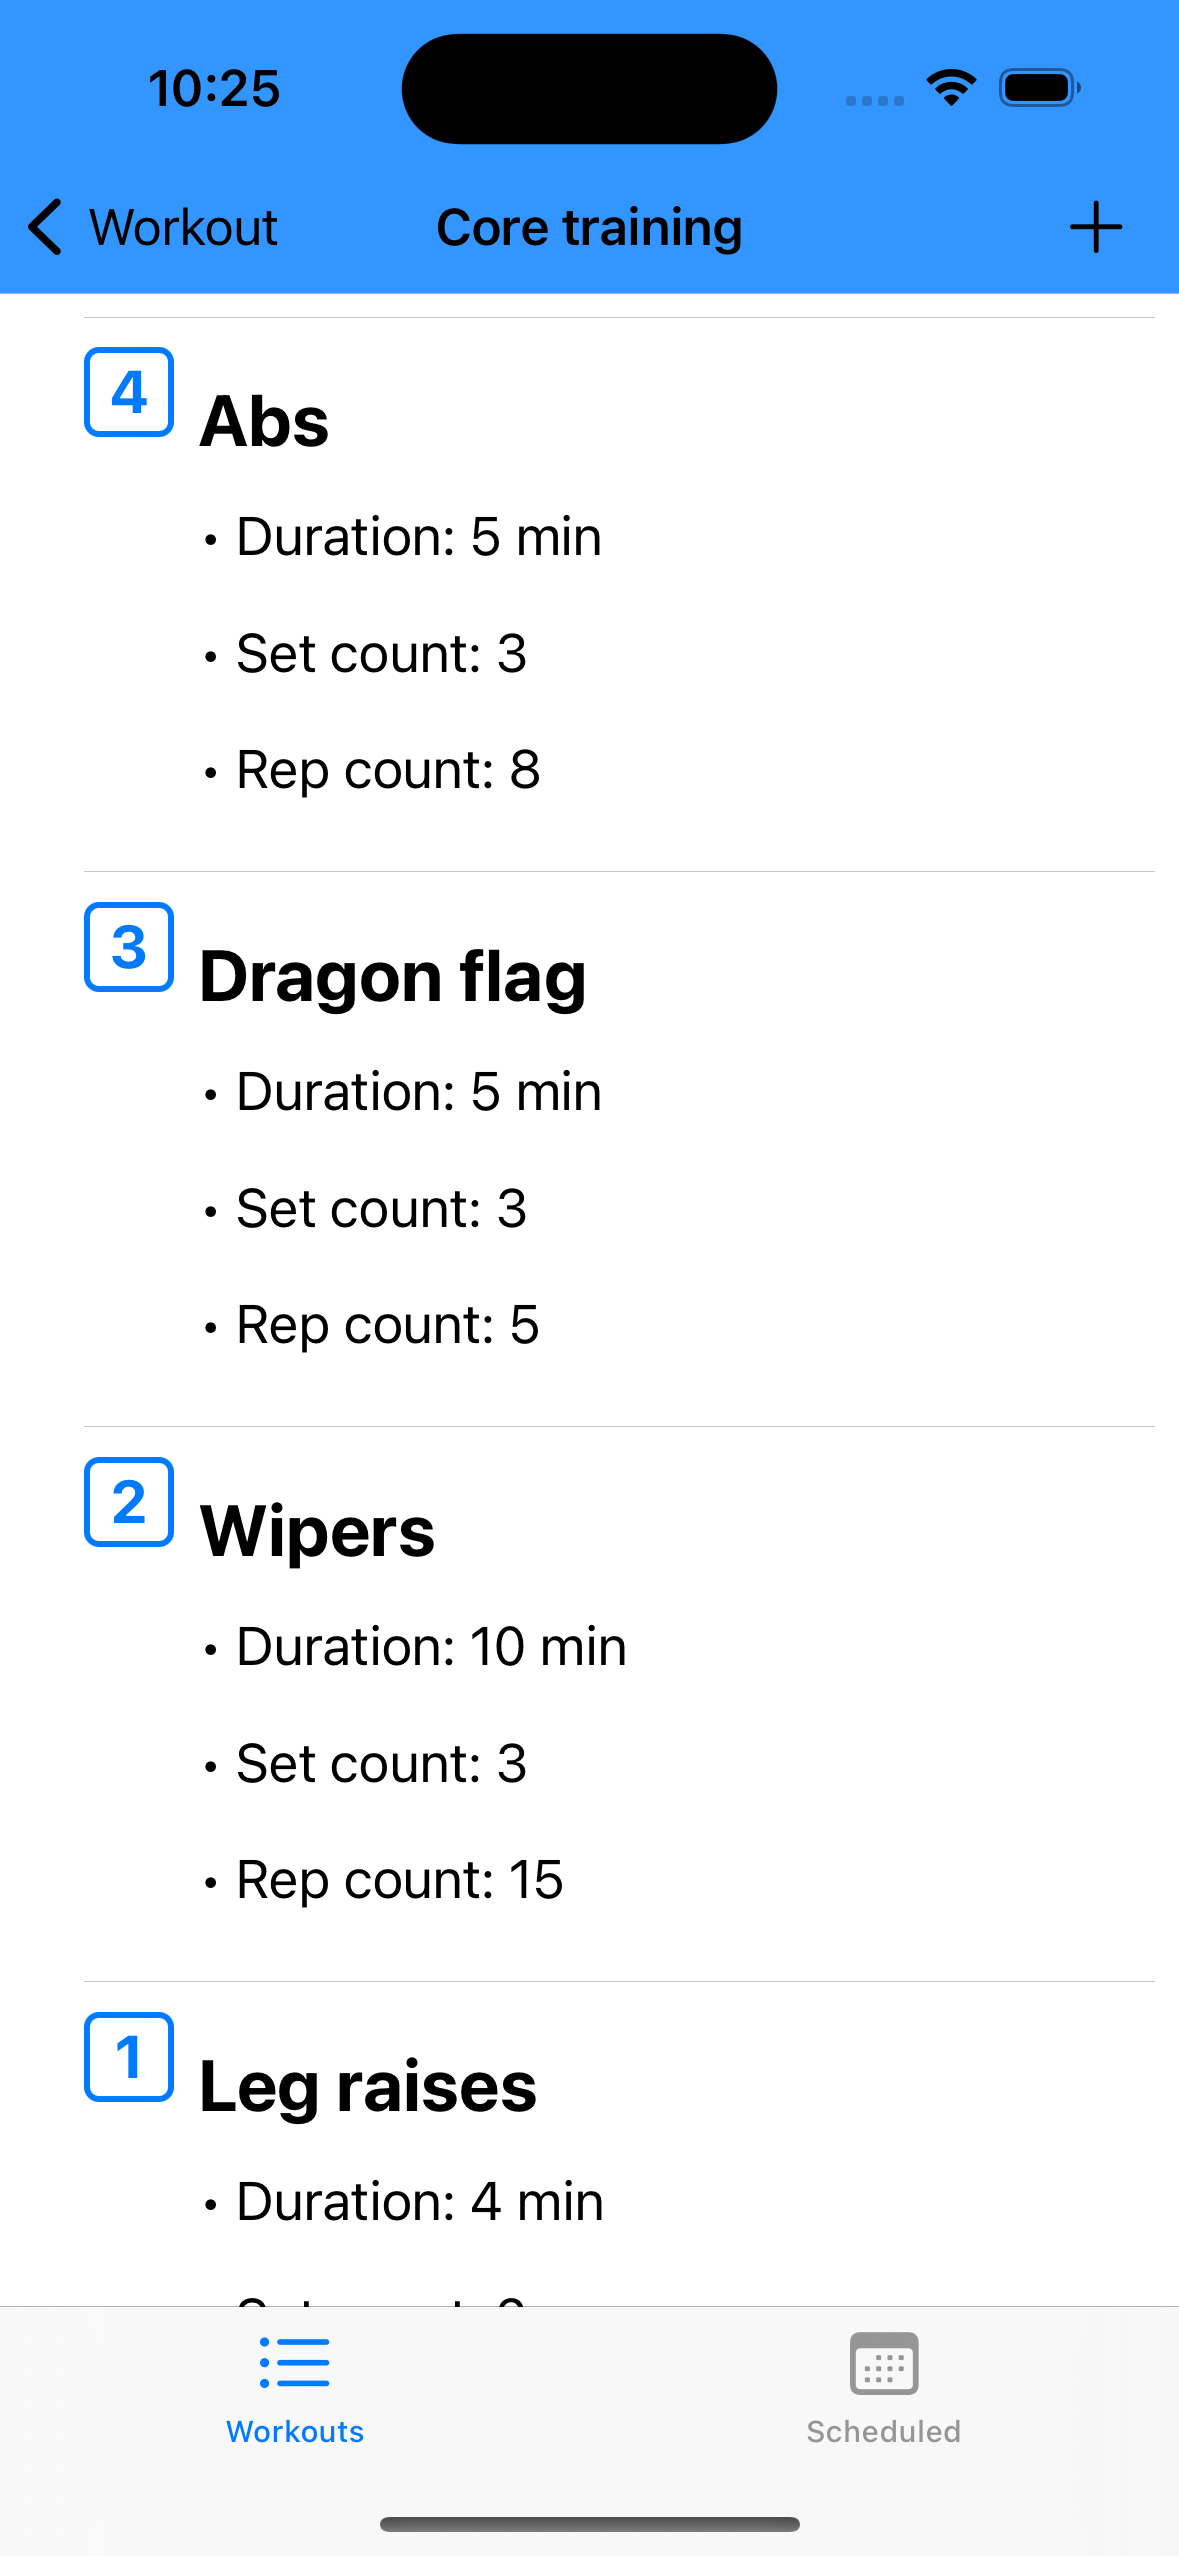 10:25
Workout
Core training
4
Abs
• Duration: 5 min
• Set count: 3
• Rep count: 8
3
Dragon flag
• Duration: 5 min
• Set count: 3
• Rep count: 5
2
Wipers
• Duration: 10 min
• Set count: 3
• Rep count: 15
1
Leg raises
• Duration: 4 min
Workouts
Scheduled